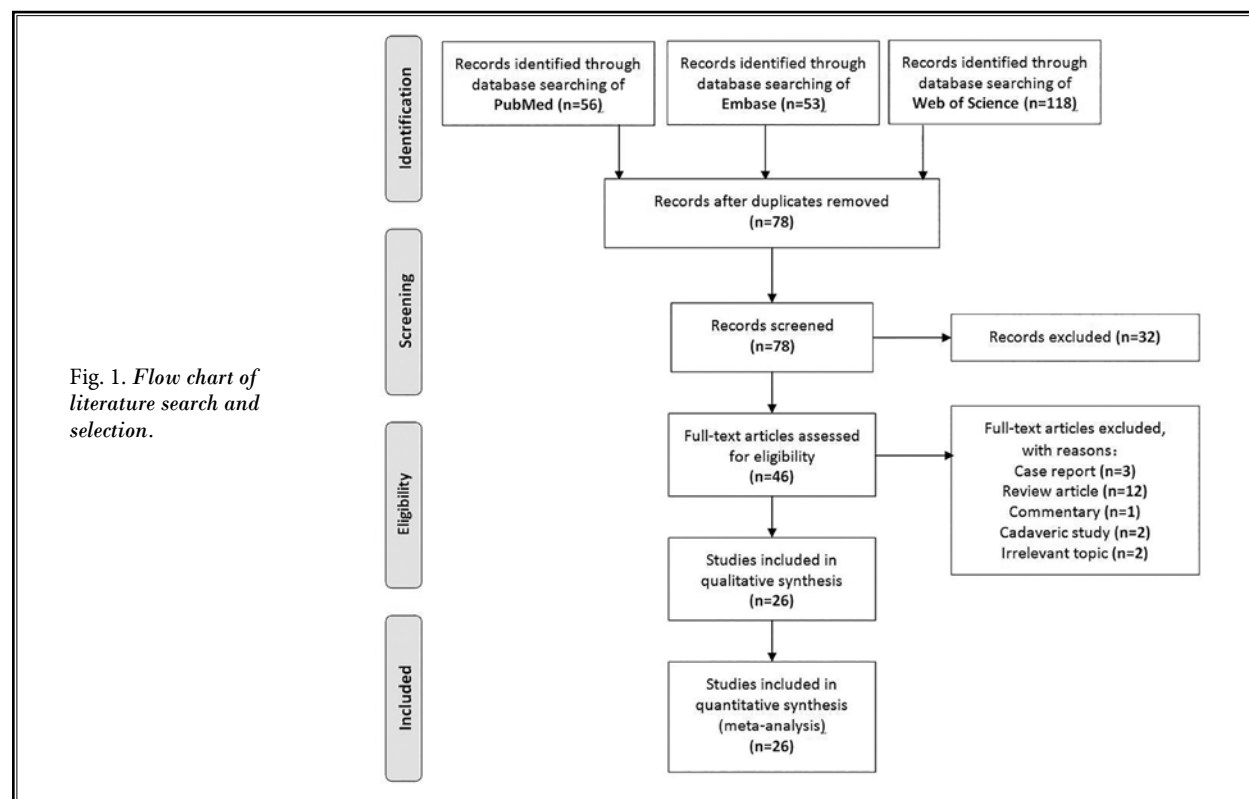 Identification
Records identified through
database searching of
PubMed (n=56)
Records identified through
database searching of
Embase (n=53)
Records identified through
database searching of
Web of Science (n=118)
Records after duplicates removed
(n=78)
Screening
Records screened
(n=78)
Records excluded (n=32)
Fig. 1. Flow chart of
literature search and
selection.
Eligibility
Full-text articles assessed
for eligibility
(n=46)
Full-text articles excluded,
with reasons:
Case report (n=3)
Review article (n=12)
Commentary (n=1)
Cadaveric study (n=2)
Irrelevant topic (n=2)
Studies included in
qualitative synthesis
(n=26)
Included
Studies included in
quantitative synthesis
(meta-analysis)
(n=26)